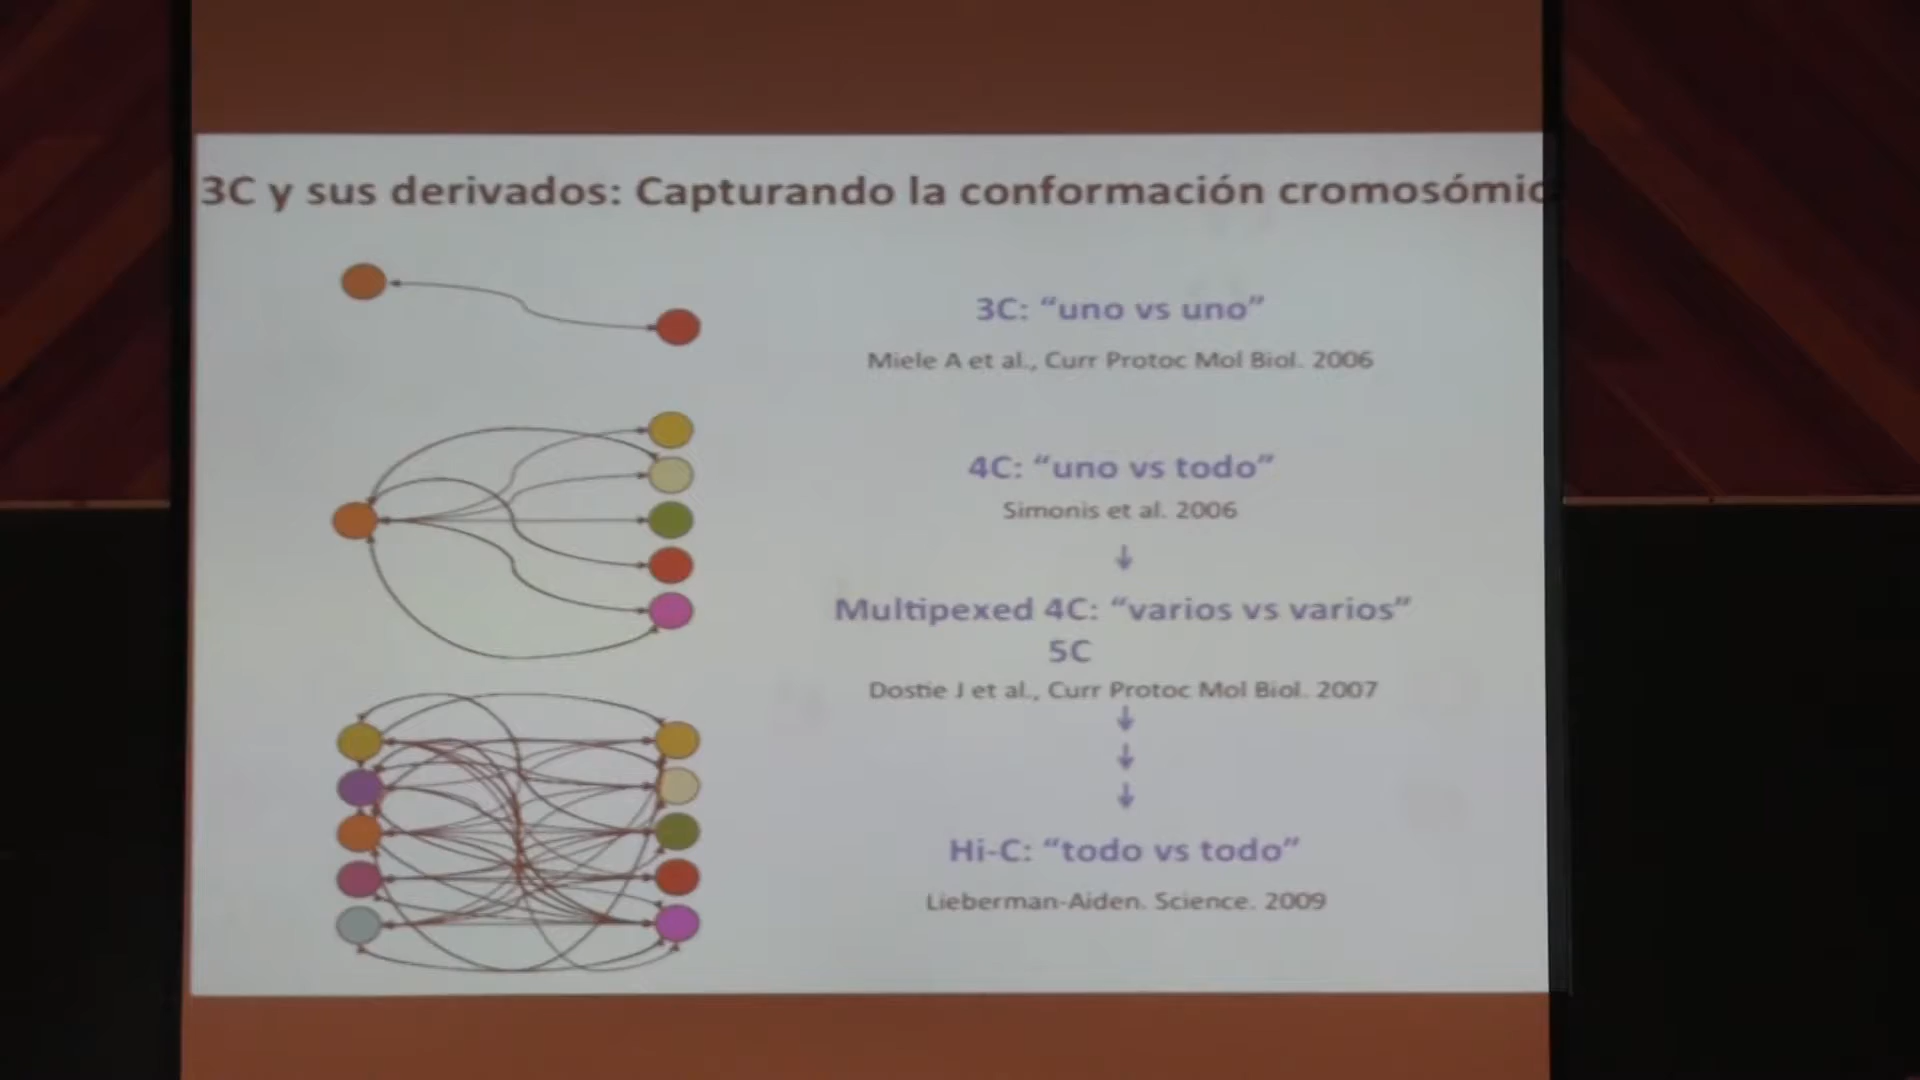 3C y sus derivados: Capturando la conformación cromosómic
3C: “uno vs uno”
Miele A et al., Curr Protoc Mol Biol. 2006
4C: “uno vs todo”
Simonis et al. 2006
Multipexed 4C: “varios vs varios”
5C
Dostie J et al., Curr Protoc Mol Biol. 2007
Hi-C: “todo vs todo”
Lieberman-Aiden. Science. 2009